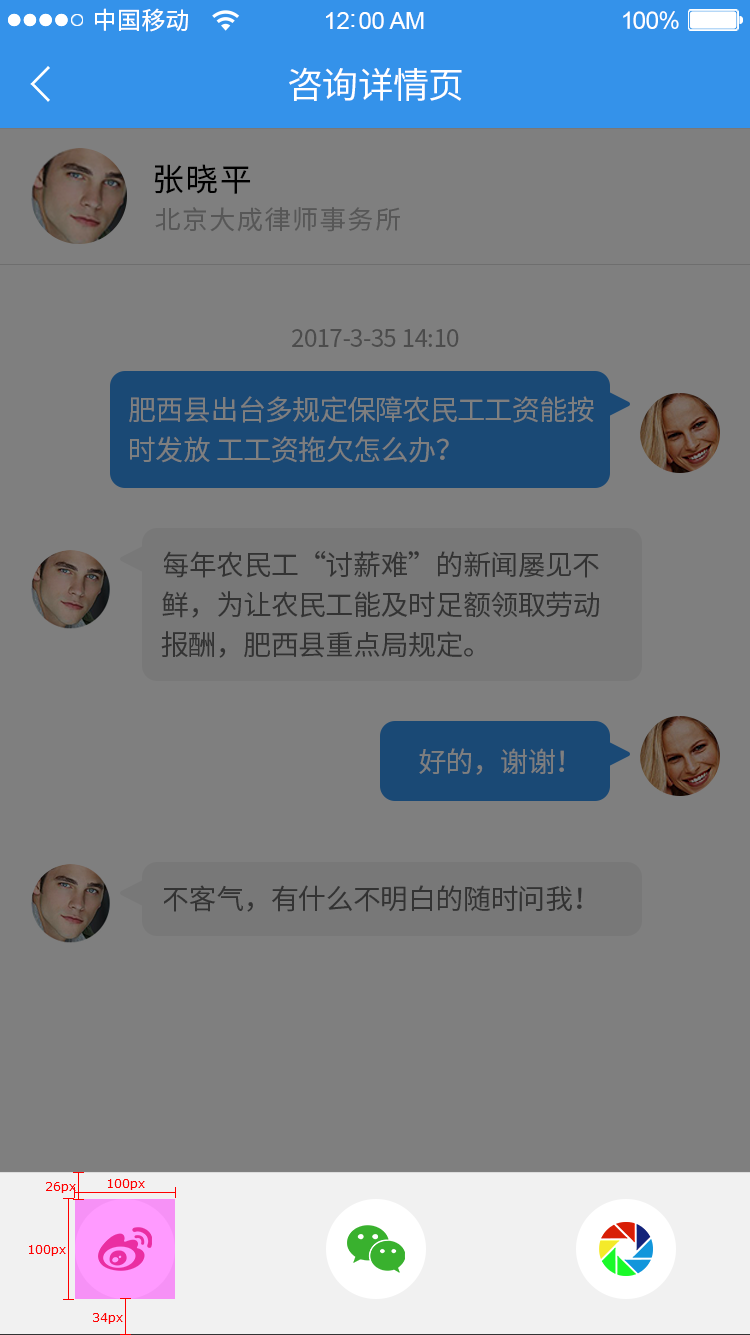 中国移动 12:00 AM 100%
咨询详情页
张晓平
北京大成律师事务所
2017-3-35 14:10
肥西县出台多规定保障农民工工资能按
时发放 工工资拖欠怎么办？
每年农民工“讨薪难”的新闻屡见不
鲜，为让农民工能及时足额领取劳动
报酬，肥西县重点局规定。
好的，谢谢！
不客气，有什么不明白的随时问我！
26px
100px
100px
34px